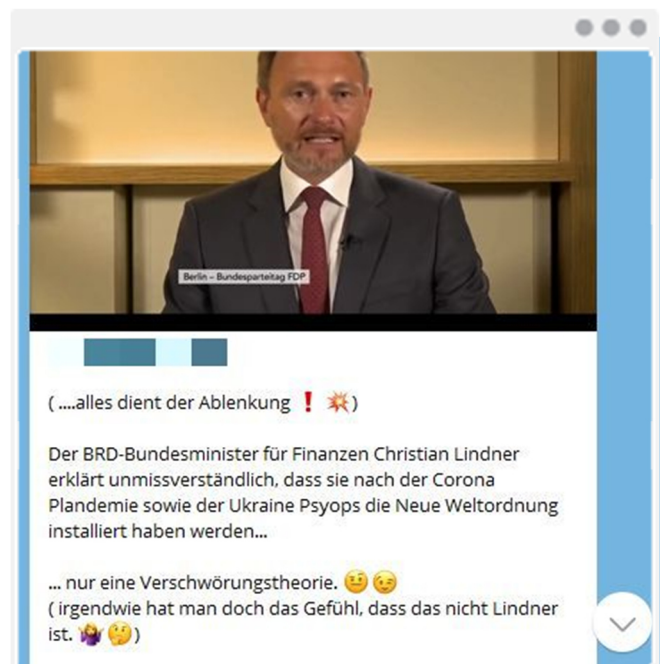 Berlin – Bundesparteitag FDP
( ....alles dient der Ablenkung ❗ 💥)
Der BRD-Bundesminister für Finanzen Christian Lindner
erklärt unmissverständlich, dass sie nach der Corona
Plandemie sowie der Ukraine Psyops die Neue Weltordnung
installiert haben werden...
... nur eine Verschwörungstheorie. 🤨😉
( irgendwie hat man doch das Gefühl, dass das nicht Lindner
ist. 🤷‍♀️🤔)